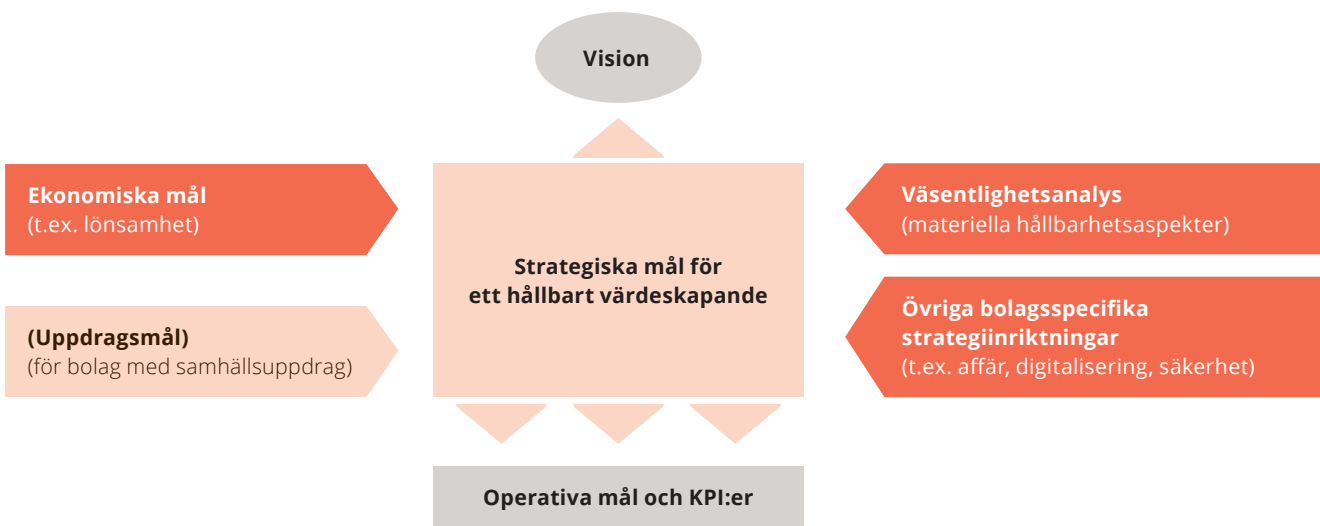 Vision
Ekonomiska mål
(t.ex. lönsamhet)
(Uppdragsmål)
(för bolag med samhällsuppdrag)
Strategiska mål för
ett hållbart värdeskapande
Väsentlighetsanalys
(materiella hållbarhetsaspekter)
Övriga bolagsspecifika
strategiinriktningar
(t.ex. affär, digitalisering, säkerhet)
Operativa mål och KPI:er